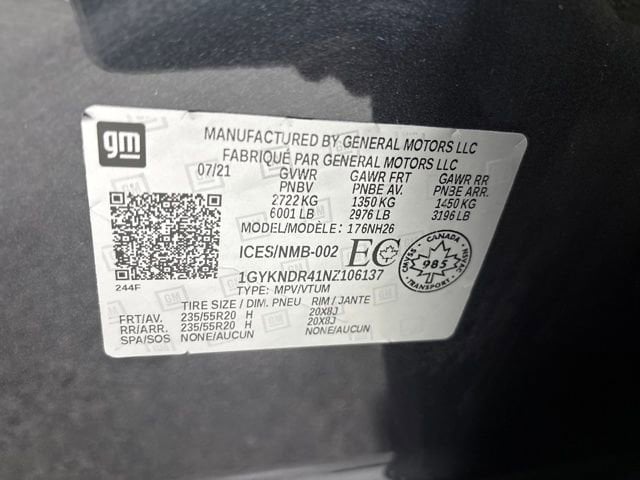 gm
MANUFACTURED BY GENERAL MOTORS LLC
FABRIQUÉ PAR GENERAL MOTORS LLC
07/21 GVWR GAWR FRT GAWR RR
PNBV PNBE AV. PNBE ARR.
2722 KG 1350 KG 1450 KG
6001 LB 2976 LB 3196 LB
MODEL/MODÈLE: 176NH26
ICES/NMB-002 EC
1GYKNDR41NZ106137
TYPE: MPV/VTUM
CANADA
CMVSS 985 NSVAC
TRANSPORT
244F
TIRE SIZE / DIM. PNEU RIM / JANTE
FRT/AV. 235/55R20 H 20X8J
RR/ARR. 235/55R20 H 20X8J
SPA/SOS NONE/AUCUN NONE/AUCUN